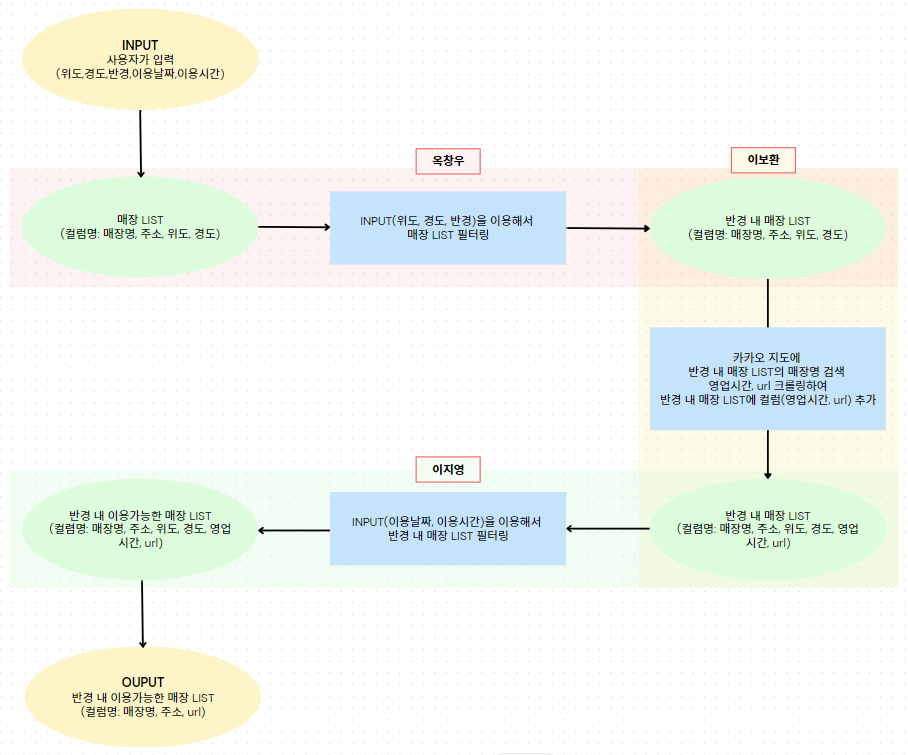 INPUT
사용자가 입력
(위도,경도,반경,이용날짜,이용시간)
옥창우
이보환
매장 LIST
(컬럼명: 매장명, 주소, 위도, 경도)
INPUT(위도, 경도, 반경)을 이용해서
매장 LIST 필터링
반경 내 매장 LIST
(컬렴명: 매장명, 주소, 위도, 경도)
카카오 지도에
반경 내 매장 LIST의 매장명 검색
영업시간, url 크롤링하여
반경 내 매장 LIST에 컬럼(영업시간, url) 추가
이지영
반경 내 매장 LIST
(컬렴명: 매장명, 주소, 위도, 경도, 영업
시간, url)
INPUT(이용날짜, 이용시간)을 이용해서
반경 내 매장 LIST 필터링
반경 내 이용가능한 매장 LIST
(컬렴명: 매장명, 주소, 위도, 경도, 영업
시간, url)
OUPUT
반경 내 이용가능한 매장 LIST
(컬렴명: 매장명, 주소, url)